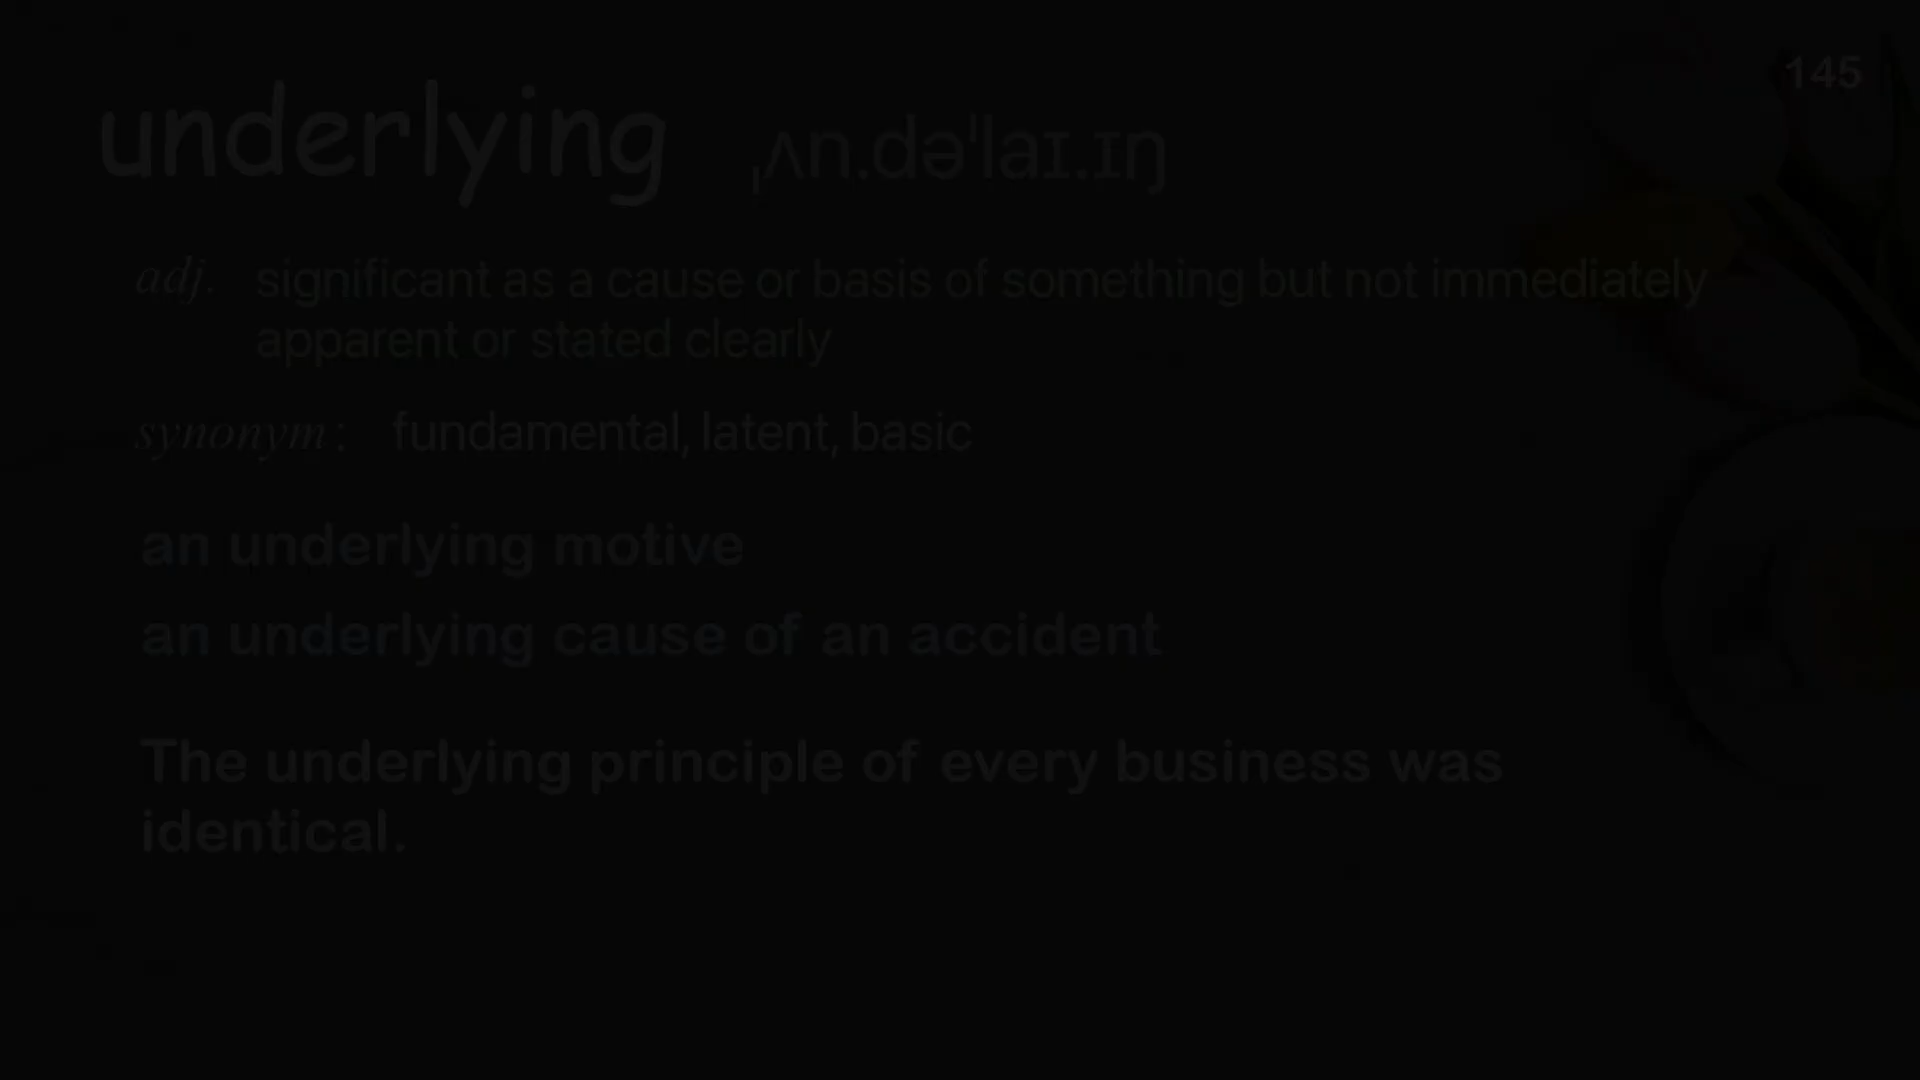 145
underlying ˌʌn.dəˈlaɪ.ɪŋ
adj. significant as a cause or basis of something but not immediately
apparent or stated clearly
synonym: fundamental, latent, basic
an underlying motive
an underlying cause of an accident
The underlying principle of every business was
identical.